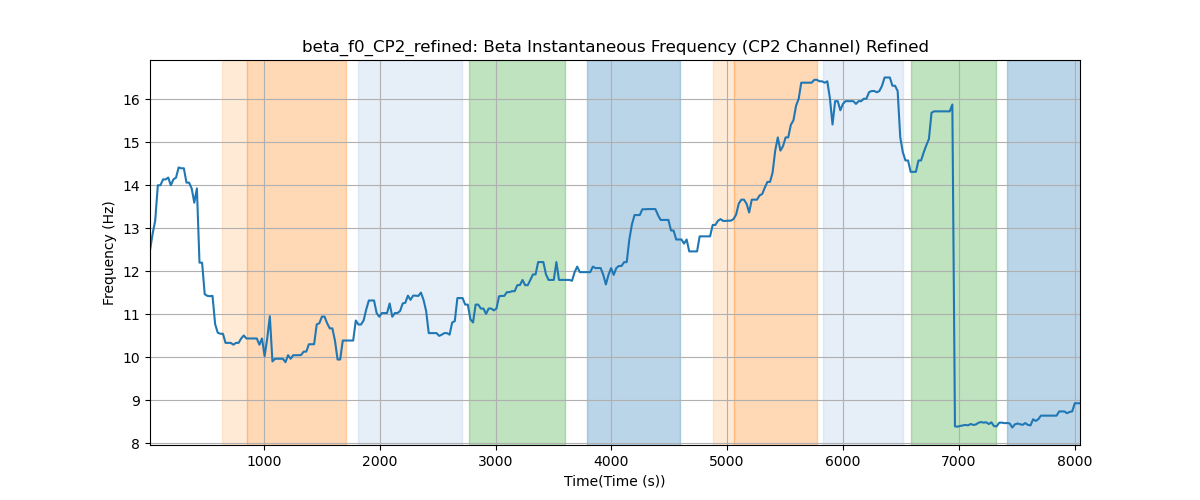 beta_f0_CP2_refined: Beta Instantaneous Frequency (CP2 Channel) Refined
Frequency (Hz)
16
15
14
13
12
11
10
9
8
1000 2000 3000 4000 5000 6000 7000 8000
Time(Time (s))